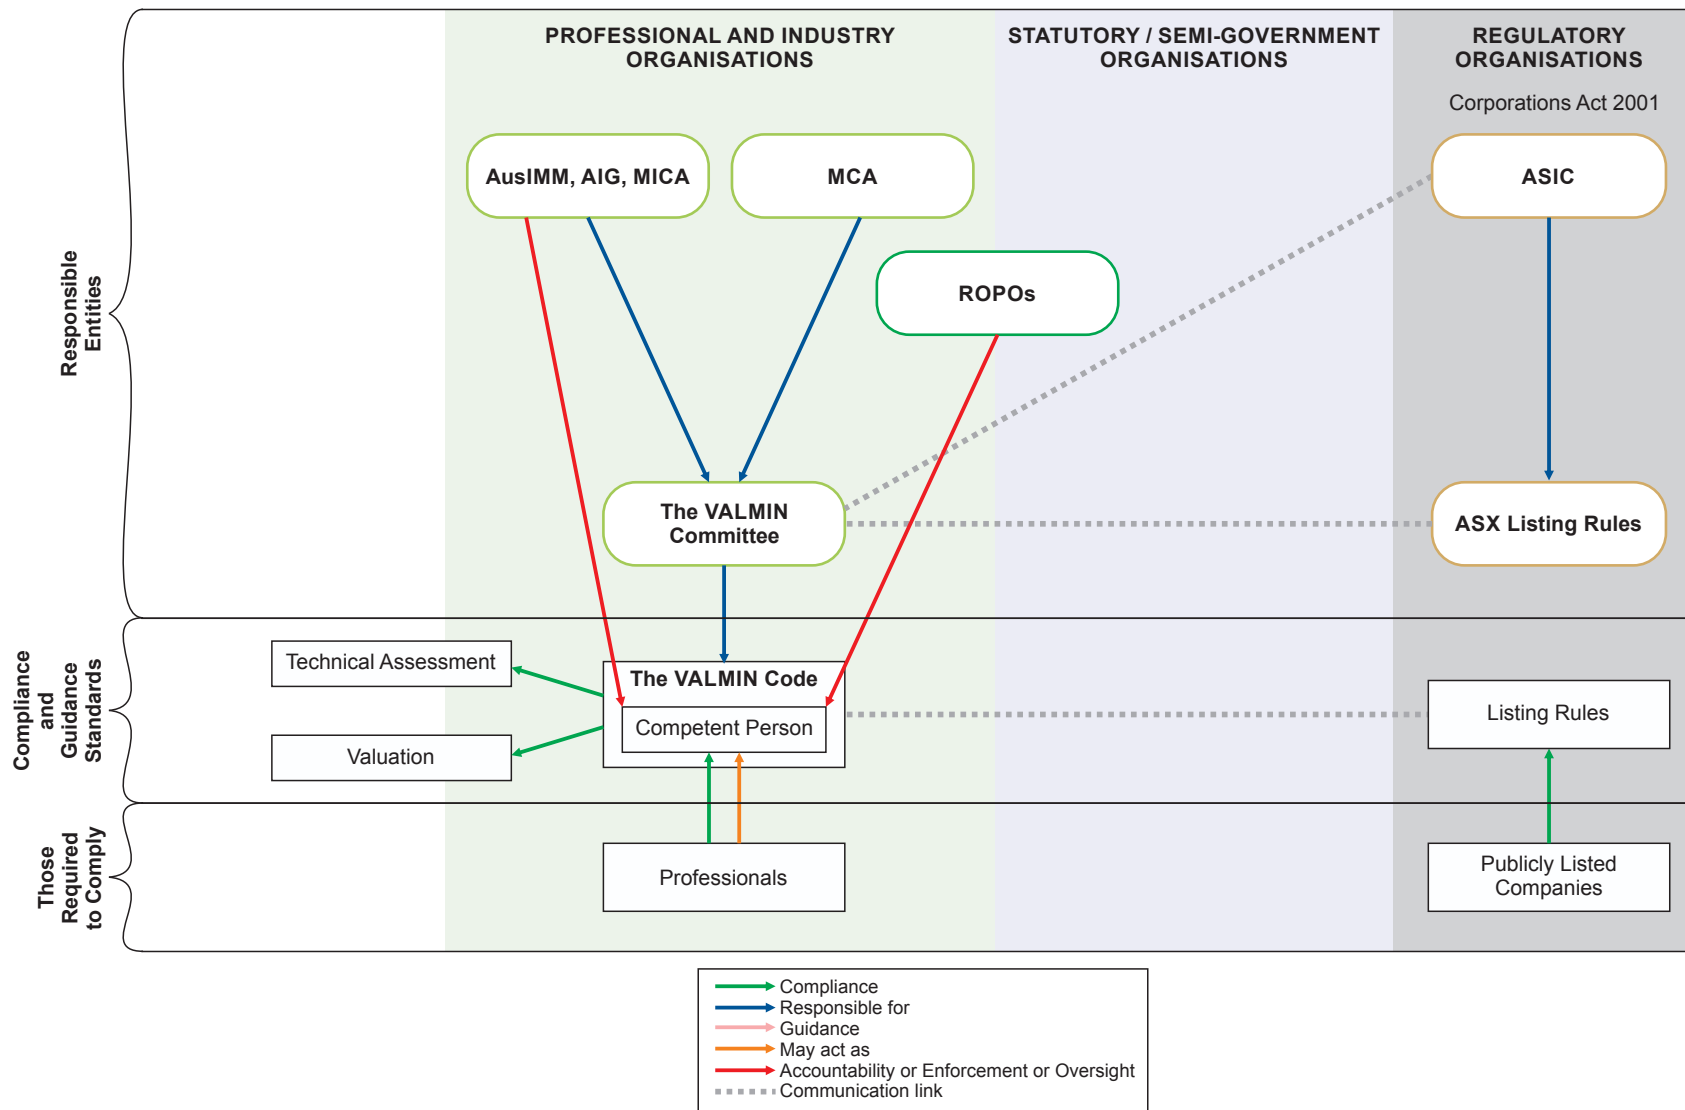 PROFESSIONAL AND INDUSTRY
ORGANISATIONS
STATUTORY / SEMI-GOVERNMENT
ORGANISATIONS
REGULATORY
ORGANISATIONS
Corporations Act 2001
Responsible
Entities
AusIMM, AIG, MICA
MCA
ASIC
ROPOs
The VALMIN
Committee
ASX Listing Rules
Compliance
and
Guidance
Standards
Technical Assessment
Valuation
The VALMIN Code
Competent Person
Listing Rules
Those
Required
to Comply
Professionals
Publicly Listed
Companies
Compliance
Responsible for
Guidance
May act as
Accountability or Enforcement or Oversight
Communication link